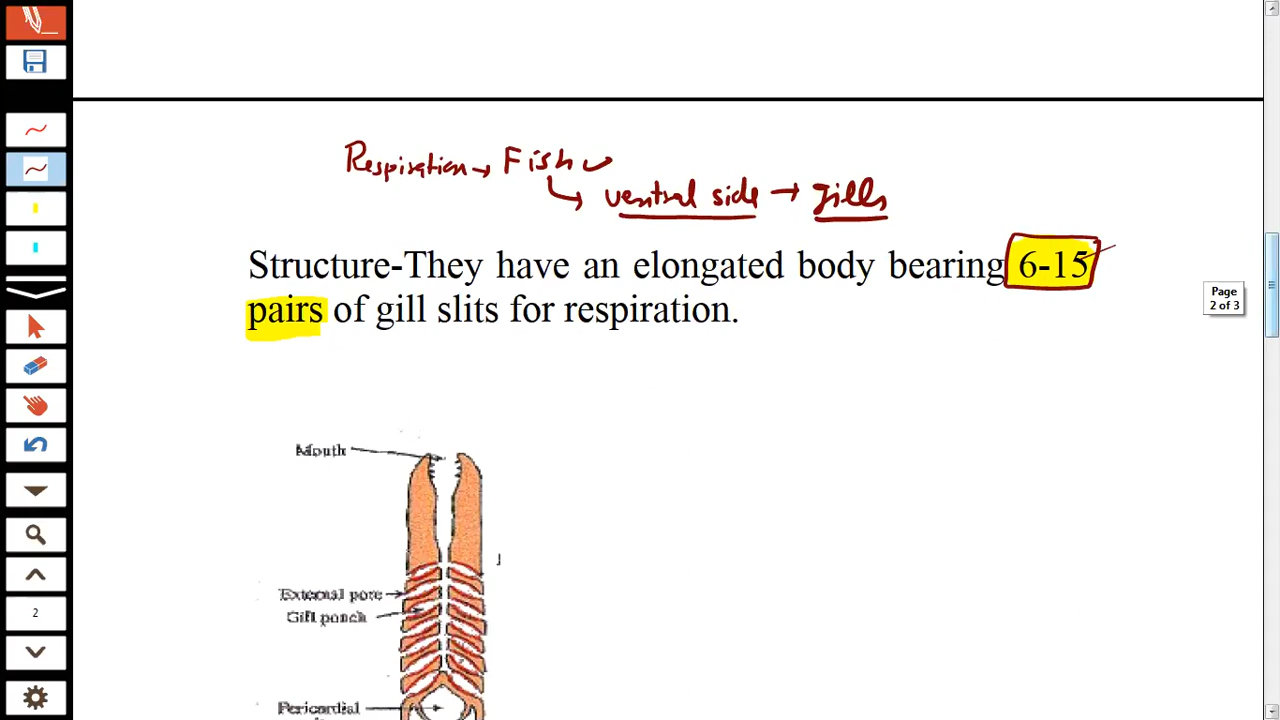 Respiration → Fish
→ ventral side → gills
Structure-They have an elongated body bearing 6-15
pairs of gill slits for respiration.
Page
2 of 3
Mouth
External pore
Gill pouch
2
Pericardial